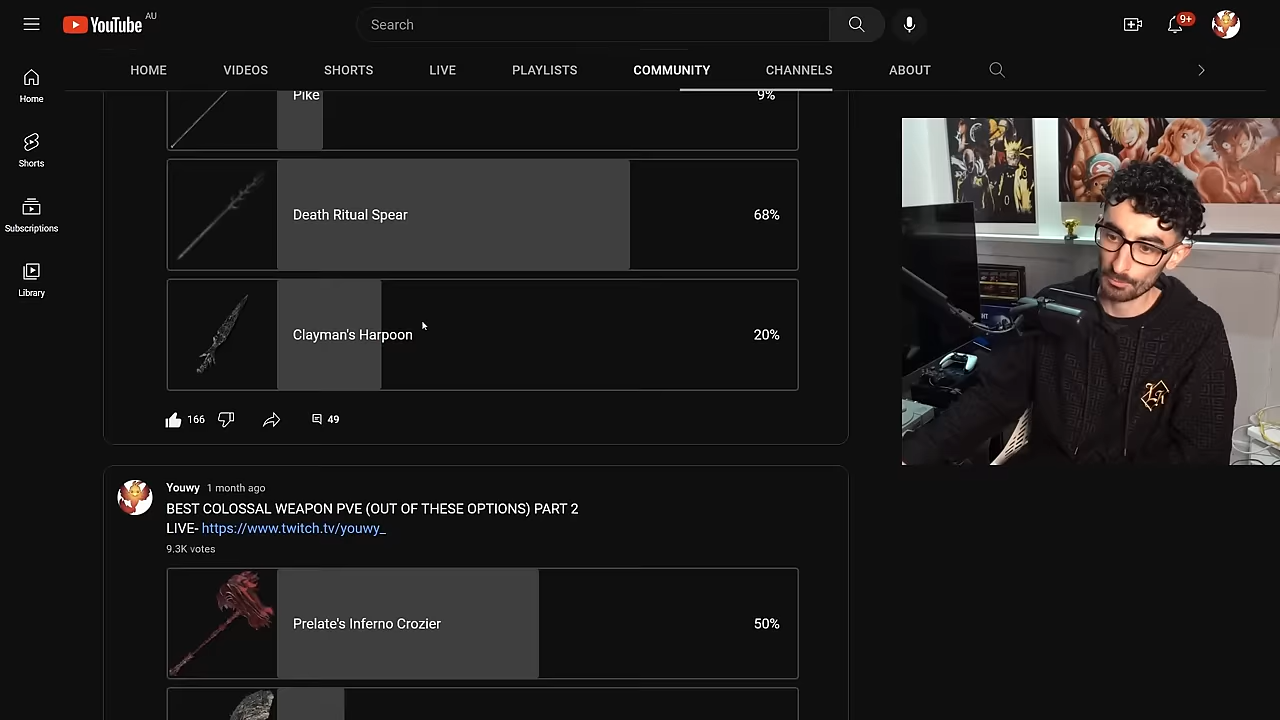 YouTube AU
Search
9+
HOME VIDEOS SHORTS LIVE PLAYLISTS COMMUNITY CHANNELS ABOUT
Home
Shorts
Subscriptions
Library
Pike 9%
Death Ritual Spear 68%
Clayman's Harpoon 20%
166 49
Youwy 1 month ago
BEST COLOSSAL WEAPON PVE (OUT OF THESE OPTIONS) PART 2
LIVE- https://www.twitch.tv/youwy_
9.3K votes
Prelate's Inferno Crozier 50%